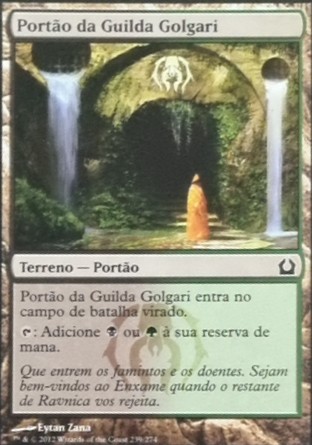 Portão da Guilda Golgari
Terreno — Portão
Portão da Guilda Golgari entra no
campo de batalha virado.
: Adicione ou à sua reserva de
mana.
Que entrem os famintos e os doentes. Sejam
bem-vindos ao Enxame quando o restante
de Ravnica vos rejeita.
Eytan Zana
™ & © 2012 Wizards of the Coast 239/274